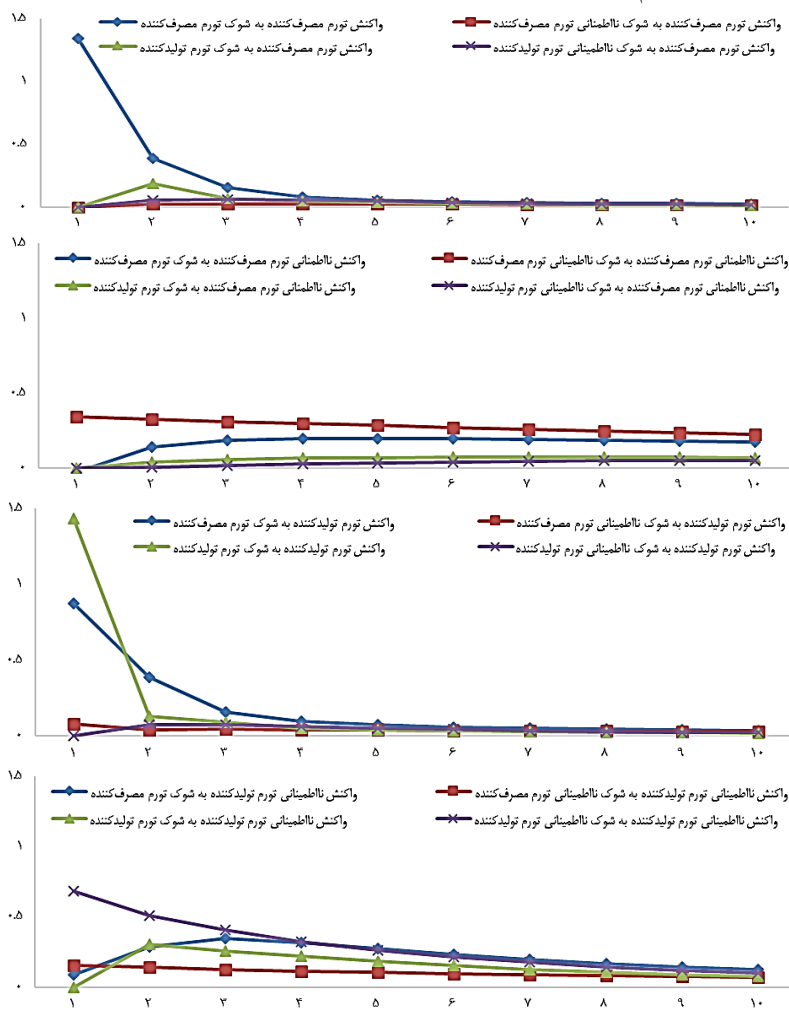 ۱.۵
واکنش تورم مصرف‌کننده به شوک نااطمنانی تورم مصرف‌کننده
واکنش تورم مصرف‌کننده به شوک تورم مصرف‌کننده
واکنش تورم مصرف‌کننده به شوک نااطمینانی تورم تولیدکننده
واکنش تورم مصرف‌کننده به شوک تورم تولیدکننده
۱
۰.۵
۰
۱ ۲ ۳ ۴ ۵ ۶ ۷ ۸ ۹ ۱۰
۱.۵
واکنش نااطمنانی تورم مصرف‌کننده به شوک نااطمینانی تورم مصرف‌کننده
واکنش نااطمنانی تورم مصرف‌کننده به شوک تورم مصرف‌کننده
واکنش نااطمنانی تورم مصرف‌کننده به شوک نااطمینانی تورم تولیدکننده
واکنش نااطمنانی تورم مصرف‌کننده به شوک تورم تولیدکننده
۱
۰.۵
۰
۱ ۲ ۳ ۴ ۵ ۶ ۷ ۸ ۹ ۱۰
۱.۵
واکنش تورم تولیدکننده به شوک نااطمینانی تورم مصرف‌کننده
واکنش تورم تولیدکننده به شوک تورم مصرف‌کننده
واکنش تورم تولیدکننده به شوک نااطمینانی تورم تولیدکننده
واکنش تورم تولیدکننده به شوک تورم تولیدکننده
۱
۰.۵
۰
۱ ۲ ۳ ۴ ۵ ۶ ۷ ۸ ۹ ۱۰
۱.۵
واکنش نااطمینانی تورم تولیدکننده به شوک نااطمینانی تورم مصرف‌کننده
واکنش نااطمینانی تورم تولیدکننده به شوک تورم مصرف‌کننده
واکنش نااطمینانی تورم تولیدکننده به شوک نااطمینانی تورم تولیدکننده
واکنش نااطمینانی تورم تولیدکننده به شوک تورم تولیدکننده
۱
۰.۵
۰
۱ ۲ ۳ ۴ ۵ ۶ ۷ ۸ ۹ ۱۰